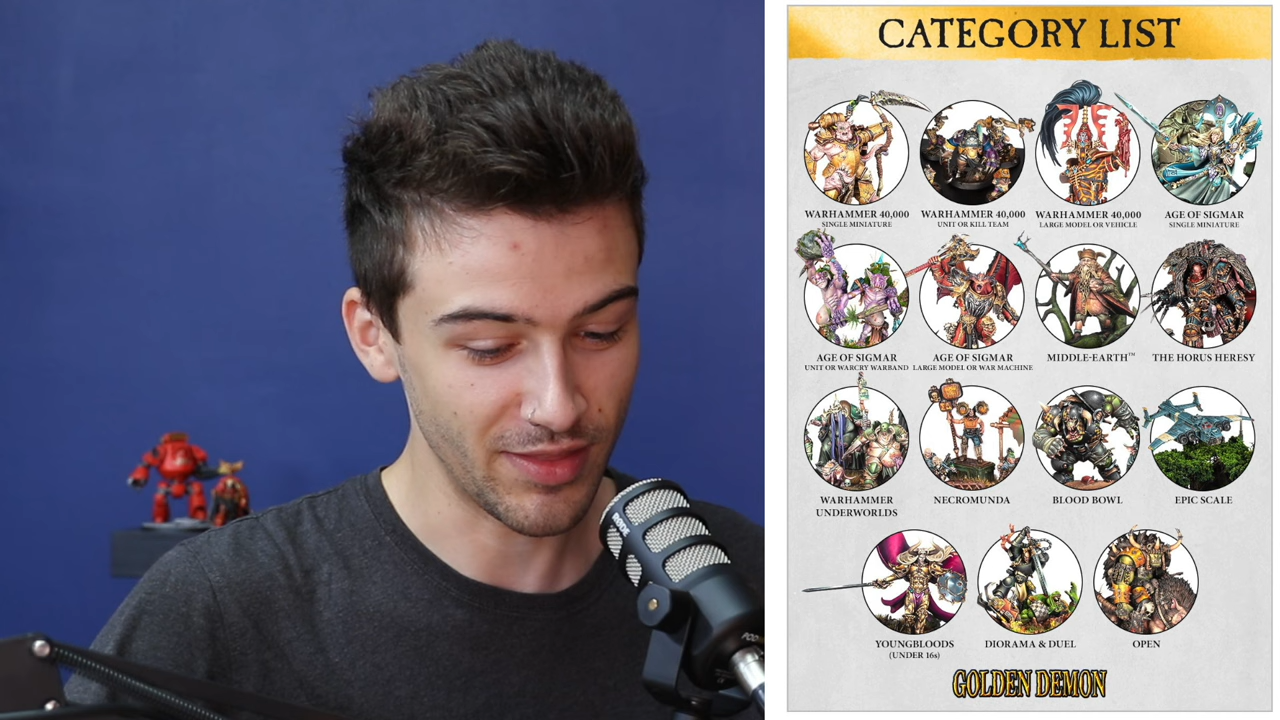 CATEGORY LIST
WARHAMMER 40,000
SINGLE MINIATURE
WARHAMMER 40,000
UNIT OR KILL TEAM
WARHAMMER 40,000
LARGE MODEL OR VEHICLE
AGE OF SIGMAR
SINGLE MINIATURE
AGE OF SIGMAR
UNIT OR WARCRY WARBAND
AGE OF SIGMAR
LARGE MODEL OR WAR MACHINE
MIDDLE-EARTH™
THE HORUS HERESY
WARHAMMER
UNDERWORLDS
NECROMUNDA
BLOOD BOWL
EPIC SCALE
YOUNGBLOODS
(UNDER 16s)
DIORAMA & DUEL
OPEN
GOLDEN DEMON
RØDE